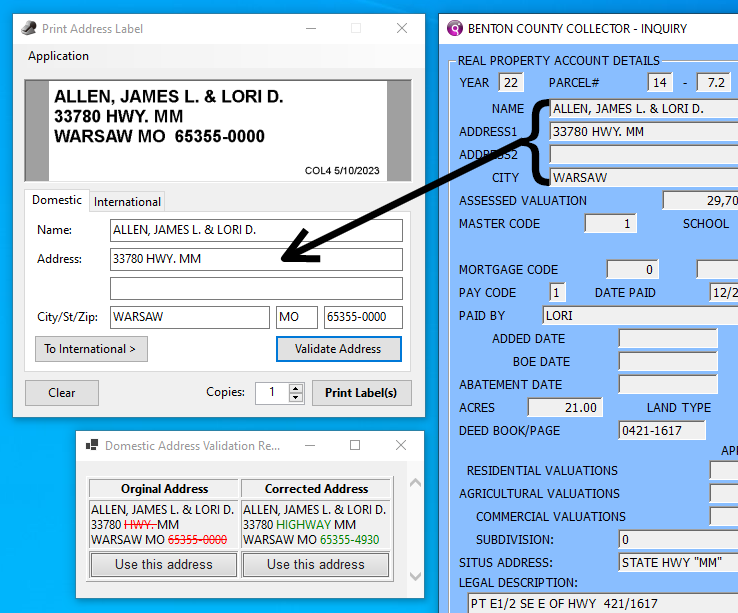 Print Address Label
Application
ALLEN, JAMES L. & LORI D.
33780 HWY. MM
WARSAW MO  65355-0000
COL4 5/10/2023
Domestic
International
Name:
ALLEN, JAMES L. & LORI D.
Address:
33780 HWY. MM
City/St/Zip:
WARSAW
MO
65355-0000
To International >
Validate Address
Clear
Copies:
1
Print Label(s)
Domestic Address Validation Re...
Orginal Address
Corrected Address
ALLEN, JAMES L. & LORI D.
33780 HWY. MM
WARSAW MO 65355-0000
ALLEN, JAMES L. & LORI D.
33780 HIGHWAY MM
WARSAW MO 65355-4930
Use this address
Use this address
BENTON COUNTY COLLECTOR - INQUIRY
REAL PROPERTY ACCOUNT DETAILS
YEAR 22 PARCEL# 14 - 7.2
NAME ALLEN, JAMES L. & LORI D.
ADDRESS1 33780 HWY. MM
ADDRESS2
CITY WARSAW
ASSESSED VALUATION 29,70
MASTER CODE 1 SCHOOL
MORTGAGE CODE 0
PAY CODE 1 DATE PAID 12/2
PAID BY LORI
ADDED DATE
BOE DATE
ABATEMENT DATE
ACRES 21.00 LAND TYPE
DEED BOOK/PAGE 0421-1617
RESIDENTIAL VALUATIONS
AGRICULTURAL VALUATIONS
COMMERCIAL VALUATIONS
SUBDIVISION: 0
SITUS ADDRESS: STATE HWY "MM"
LEGAL DESCRIPTION:
PT E1/2 SE E OF HWY  421/1617